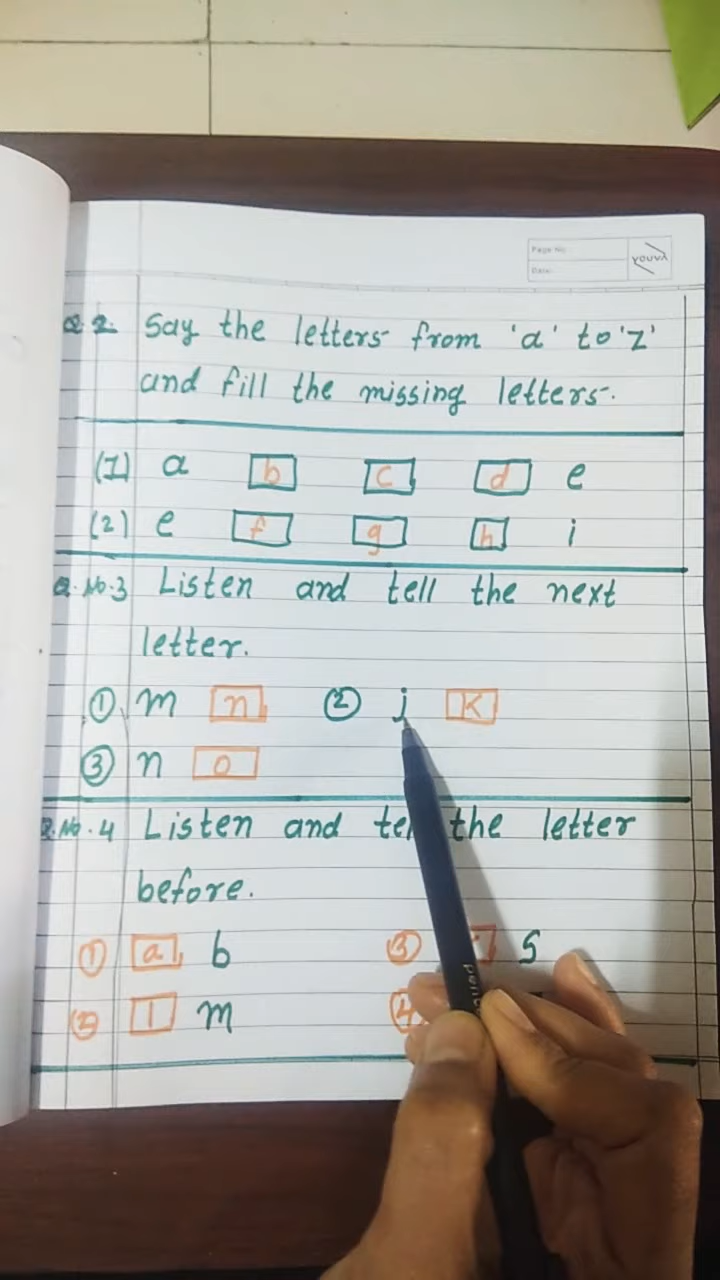 Page No.
Date:
YOUVA
Q.2. Say the letters from 'a' to 'z'
and fill the missing letters.
(1) a b c d e
(2) e f g h i
Q.No.3 Listen and tell the next
letter.
① m n ② j K
③ n o
Q.No.4 Listen and the letter
before.
① a b ③ s
② l m ④